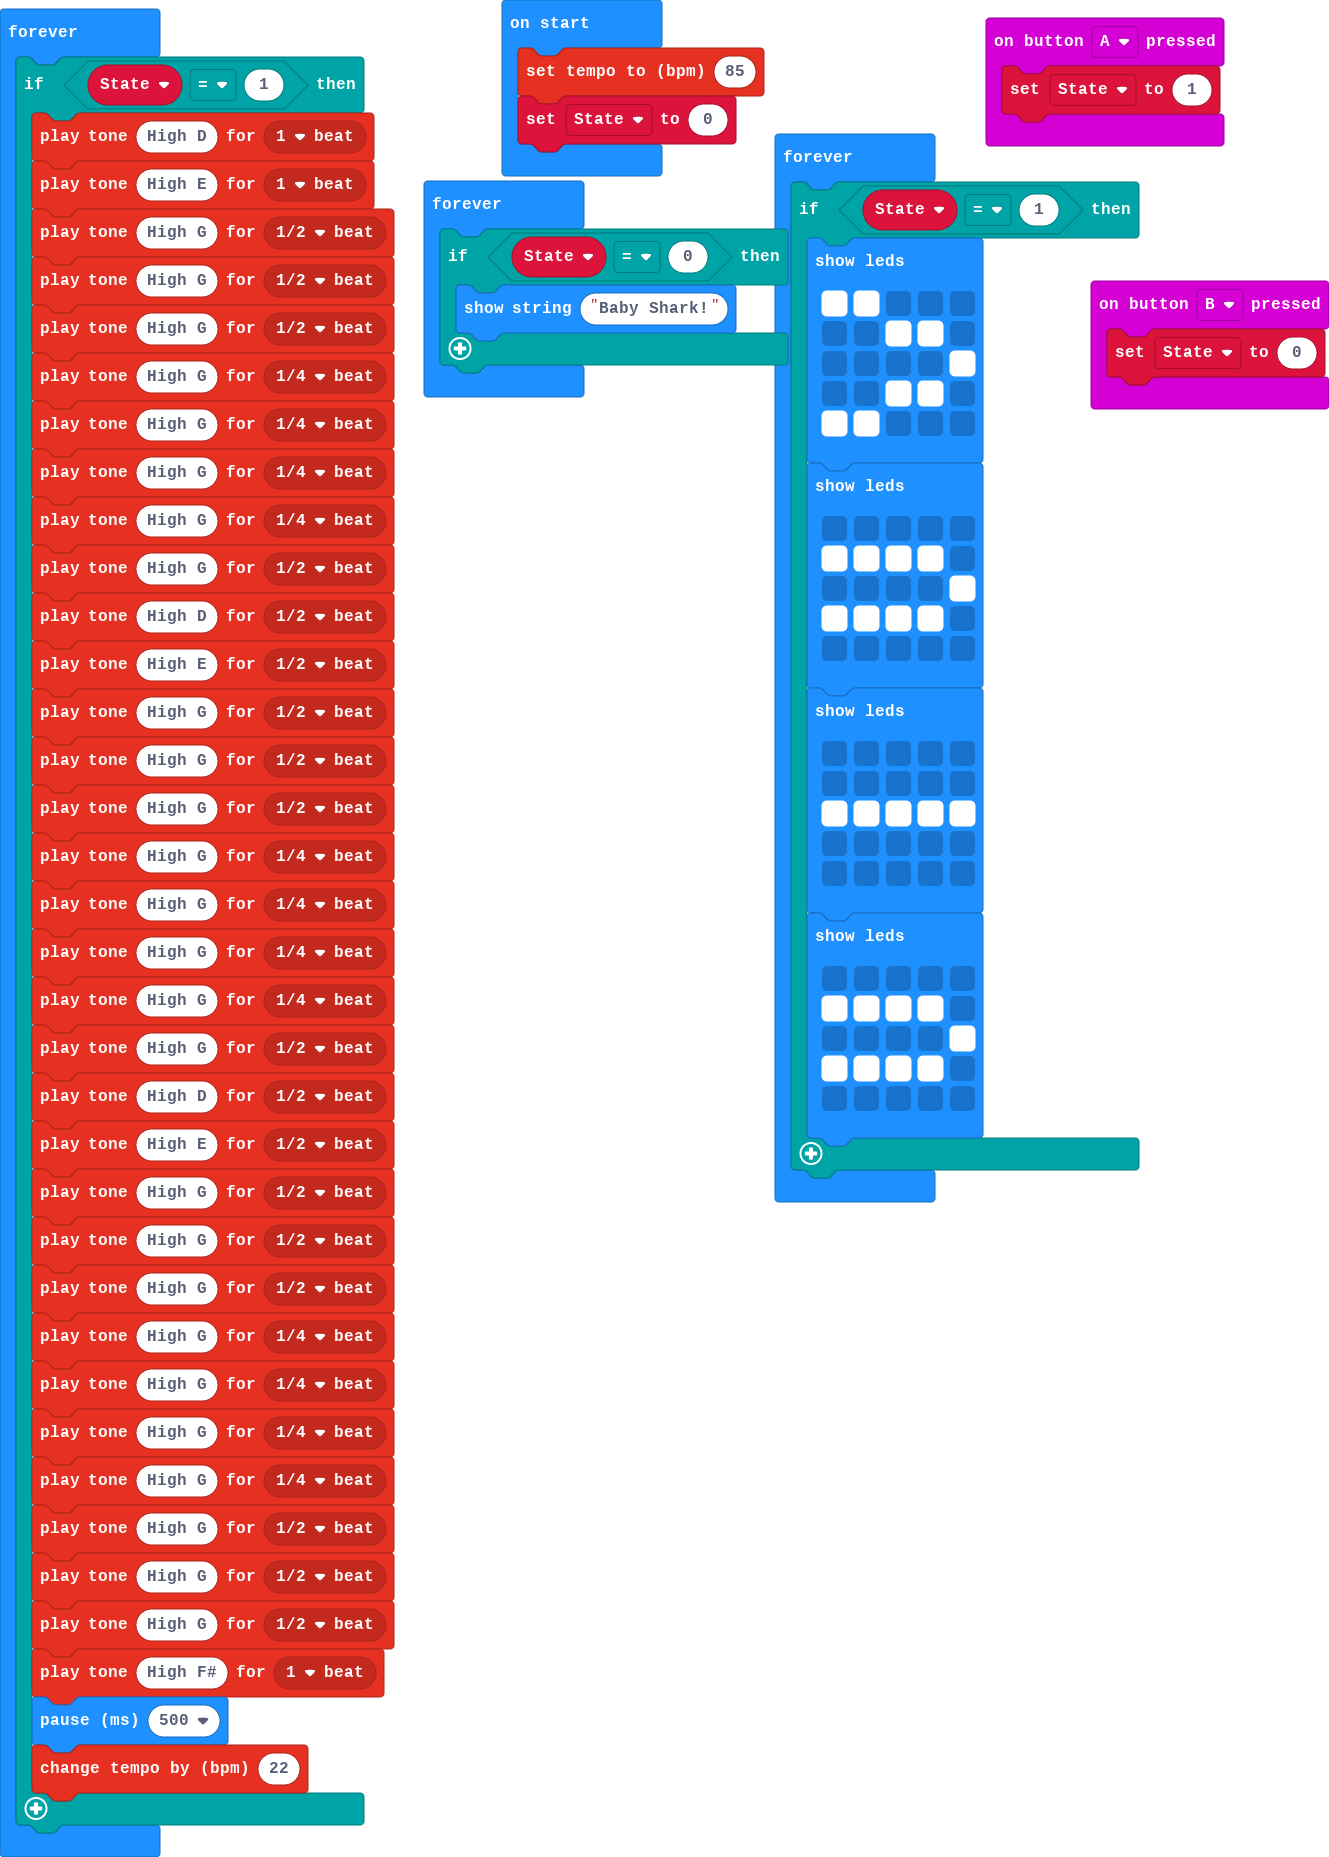 forever
if State = 1 then
play tone High D for 1 beat
play tone High E for 1 beat
play tone High G for 1/2 beat
play tone High G for 1/2 beat
play tone High G for 1/2 beat
play tone High G for 1/4 beat
play tone High G for 1/4 beat
play tone High G for 1/4 beat
play tone High G for 1/4 beat
play tone High G for 1/2 beat
play tone High D for 1/2 beat
play tone High E for 1/2 beat
play tone High G for 1/2 beat
play tone High G for 1/2 beat
play tone High G for 1/2 beat
play tone High G for 1/4 beat
play tone High G for 1/4 beat
play tone High G for 1/4 beat
play tone High G for 1/4 beat
play tone High G for 1/2 beat
play tone High D for 1/2 beat
play tone High E for 1/2 beat
play tone High G for 1/2 beat
play tone High G for 1/2 beat
play tone High G for 1/2 beat
play tone High G for 1/4 beat
play tone High G for 1/4 beat
play tone High G for 1/4 beat
play tone High G for 1/4 beat
play tone High G for 1/2 beat
play tone High G for 1/2 beat
play tone High G for 1/2 beat
play tone High F# for 1 beat
pause (ms) 500
change tempo by (bpm) 22
on start
set tempo to (bpm) 85
set State to 0
forever
if State = 0 then
show string "Baby Shark!"
forever
if State = 1 then
show leds
show leds
show leds
show leds
on button A pressed
set State to 1
on button B pressed
set State to 0